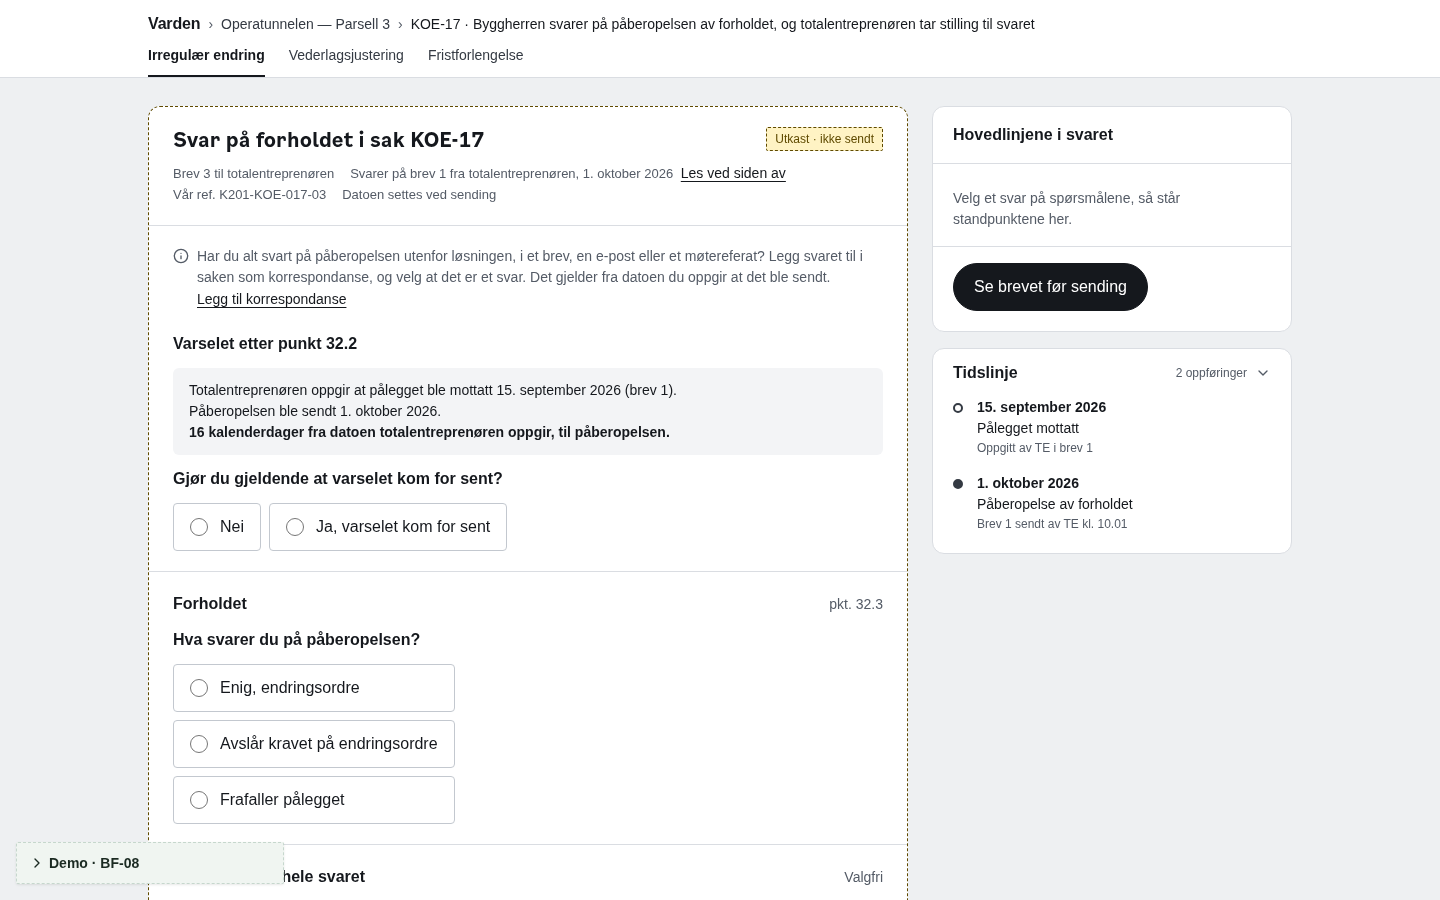 Varden › Operatunnelen — Parsell 3 › KOE-17 · Byggherren svarer på påberopelsen av forholdet, og totalentreprenøren tar stilling til svaret
Irregulær endring Vederlagsjustering Fristforlengelse
Svar på forholdet i sak KOE-17
Utkast · ikke sendt
Brev 3 til totalentreprenøren Svarer på brev 1 fra totalentreprenøren, 1. oktober 2026 Les ved siden av
Vår ref. K201-KOE-017-03 Datoen settes ved sending
Har du alt svart på påberopelsen utenfor løsningen, i et brev, en e-post eller et møtereferat? Legg svaret til i
saken som korrespondanse, og velg at det er et svar. Det gjelder fra datoen du oppgir at det ble sendt.
Legg til korrespondanse
Varselet etter punkt 32.2
Totalentreprenøren oppgir at pålegget ble mottatt 15. september 2026 (brev 1).
Påberopelsen ble sendt 1. oktober 2026.
16 kalenderdager fra datoen totalentreprenøren oppgir, til påberopelsen.
Gjør du gjeldende at varselet kom for sent?
Nei
Ja, varselet kom for sent
Forholdet
pkt. 32.3
Hva svarer du på påberopelsen?
Enig, endringsordre
Avslår kravet på endringsordre
Frafaller pålegget
hele svaret
Valgfri
Demo · BF-08
Hovedlinjene i svaret
Velg et svar på spørsmålene, så står
standpunktene her.
Se brevet før sending
Tidslinje
2 oppføringer
15. september 2026
Pålegget mottatt
Oppgitt av TE i brev 1
1. oktober 2026
Påberopelse av forholdet
Brev 1 sendt av TE kl. 10.01